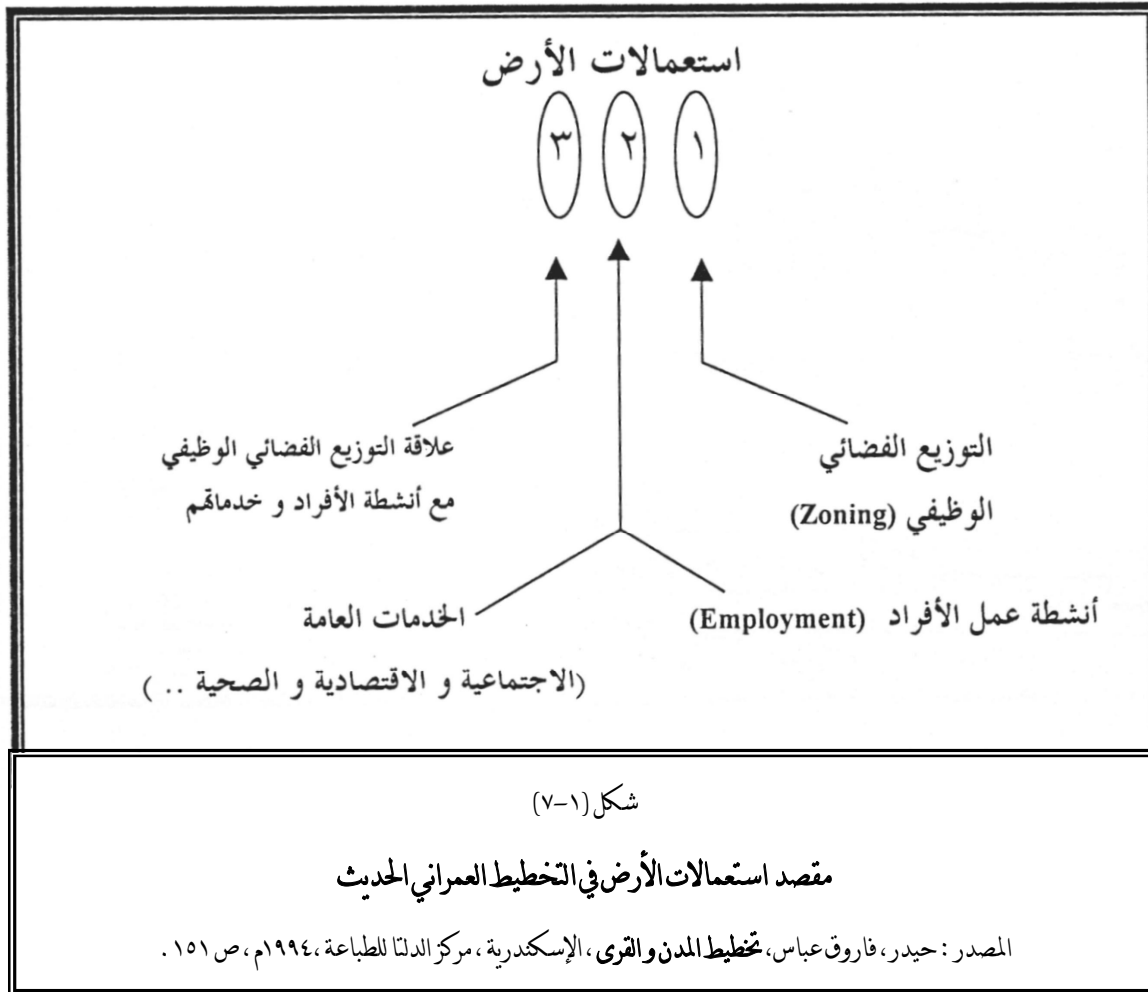 استعمالات الأرض
١ ٢ ٣
التوزيع الفضائي
الوظيفي (Zoning)
علاقة التوزيع الفضائي الوظيفي
مع أنشطة الأفراد و خدماتهم
أنشطة عمل الأفراد (Employment)
الخدمات العامة
(الاجتماعية و الاقتصادية و الصحية .. )
شكل (١-٧)
مقصد استعمالات الأرض في التخطيط العمراني الحديث
المصدر : حيدر، فاروق عباس، تخطيط المدن والقرى ، الإسكندرية ، مركز الدلتا للطباعة ، ١٩٩٤م ، ص ١٥١ .